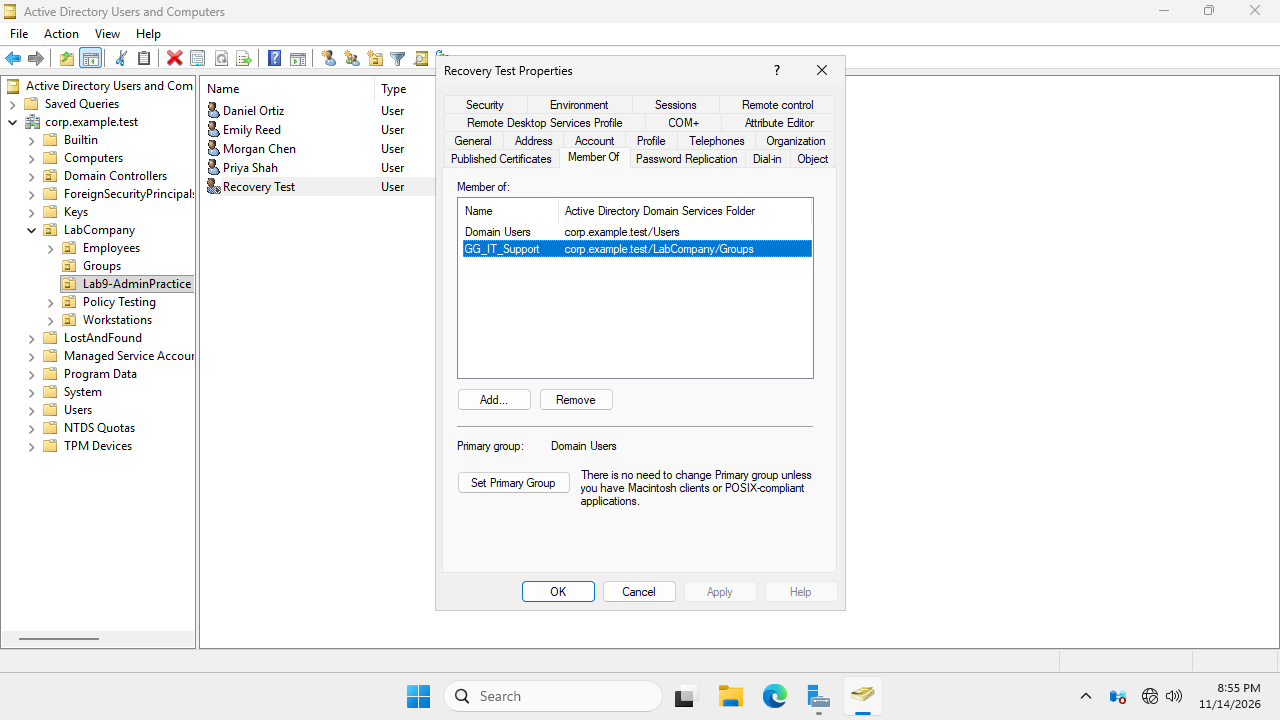 Active Directory Users and Computers
File Action View Help
Active Directory Users and Com
Saved Queries
corp.example.test
Builtin
Computers
Domain Controllers
ForeignSecurityPrincipals
Keys
LabCompany
Employees
Groups
Lab9-AdminPractice
Policy Testing
Workstations
LostAndFound
Managed Service Accour
Program Data
System
Users
NTDS Quotas
TPM Devices
Name Type
Daniel Ortiz User
Emily Reed User
Morgan Chen User
Priya Shah User
Recovery Test User
Recovery Test Properties
?
Security Environment Sessions Remote control
Remote Desktop Services Profile COM+ Attribute Editor
General Address Account Profile Telephones Organization
Published Certificates Member Of Password Replication Dial-in Object
Member of:
Name Active Directory Domain Services Folder
Domain Users corp.example.test/Users
GG_IT_Support corp.example.test/LabCompany/Groups
Add... Remove
Primary group: Domain Users
Set Primary Group
There is no need to change Primary group unless
you have Macintosh clients or POSIX-compliant
applications.
OK Cancel Apply Help
Search
8:55 PM
11/14/2026